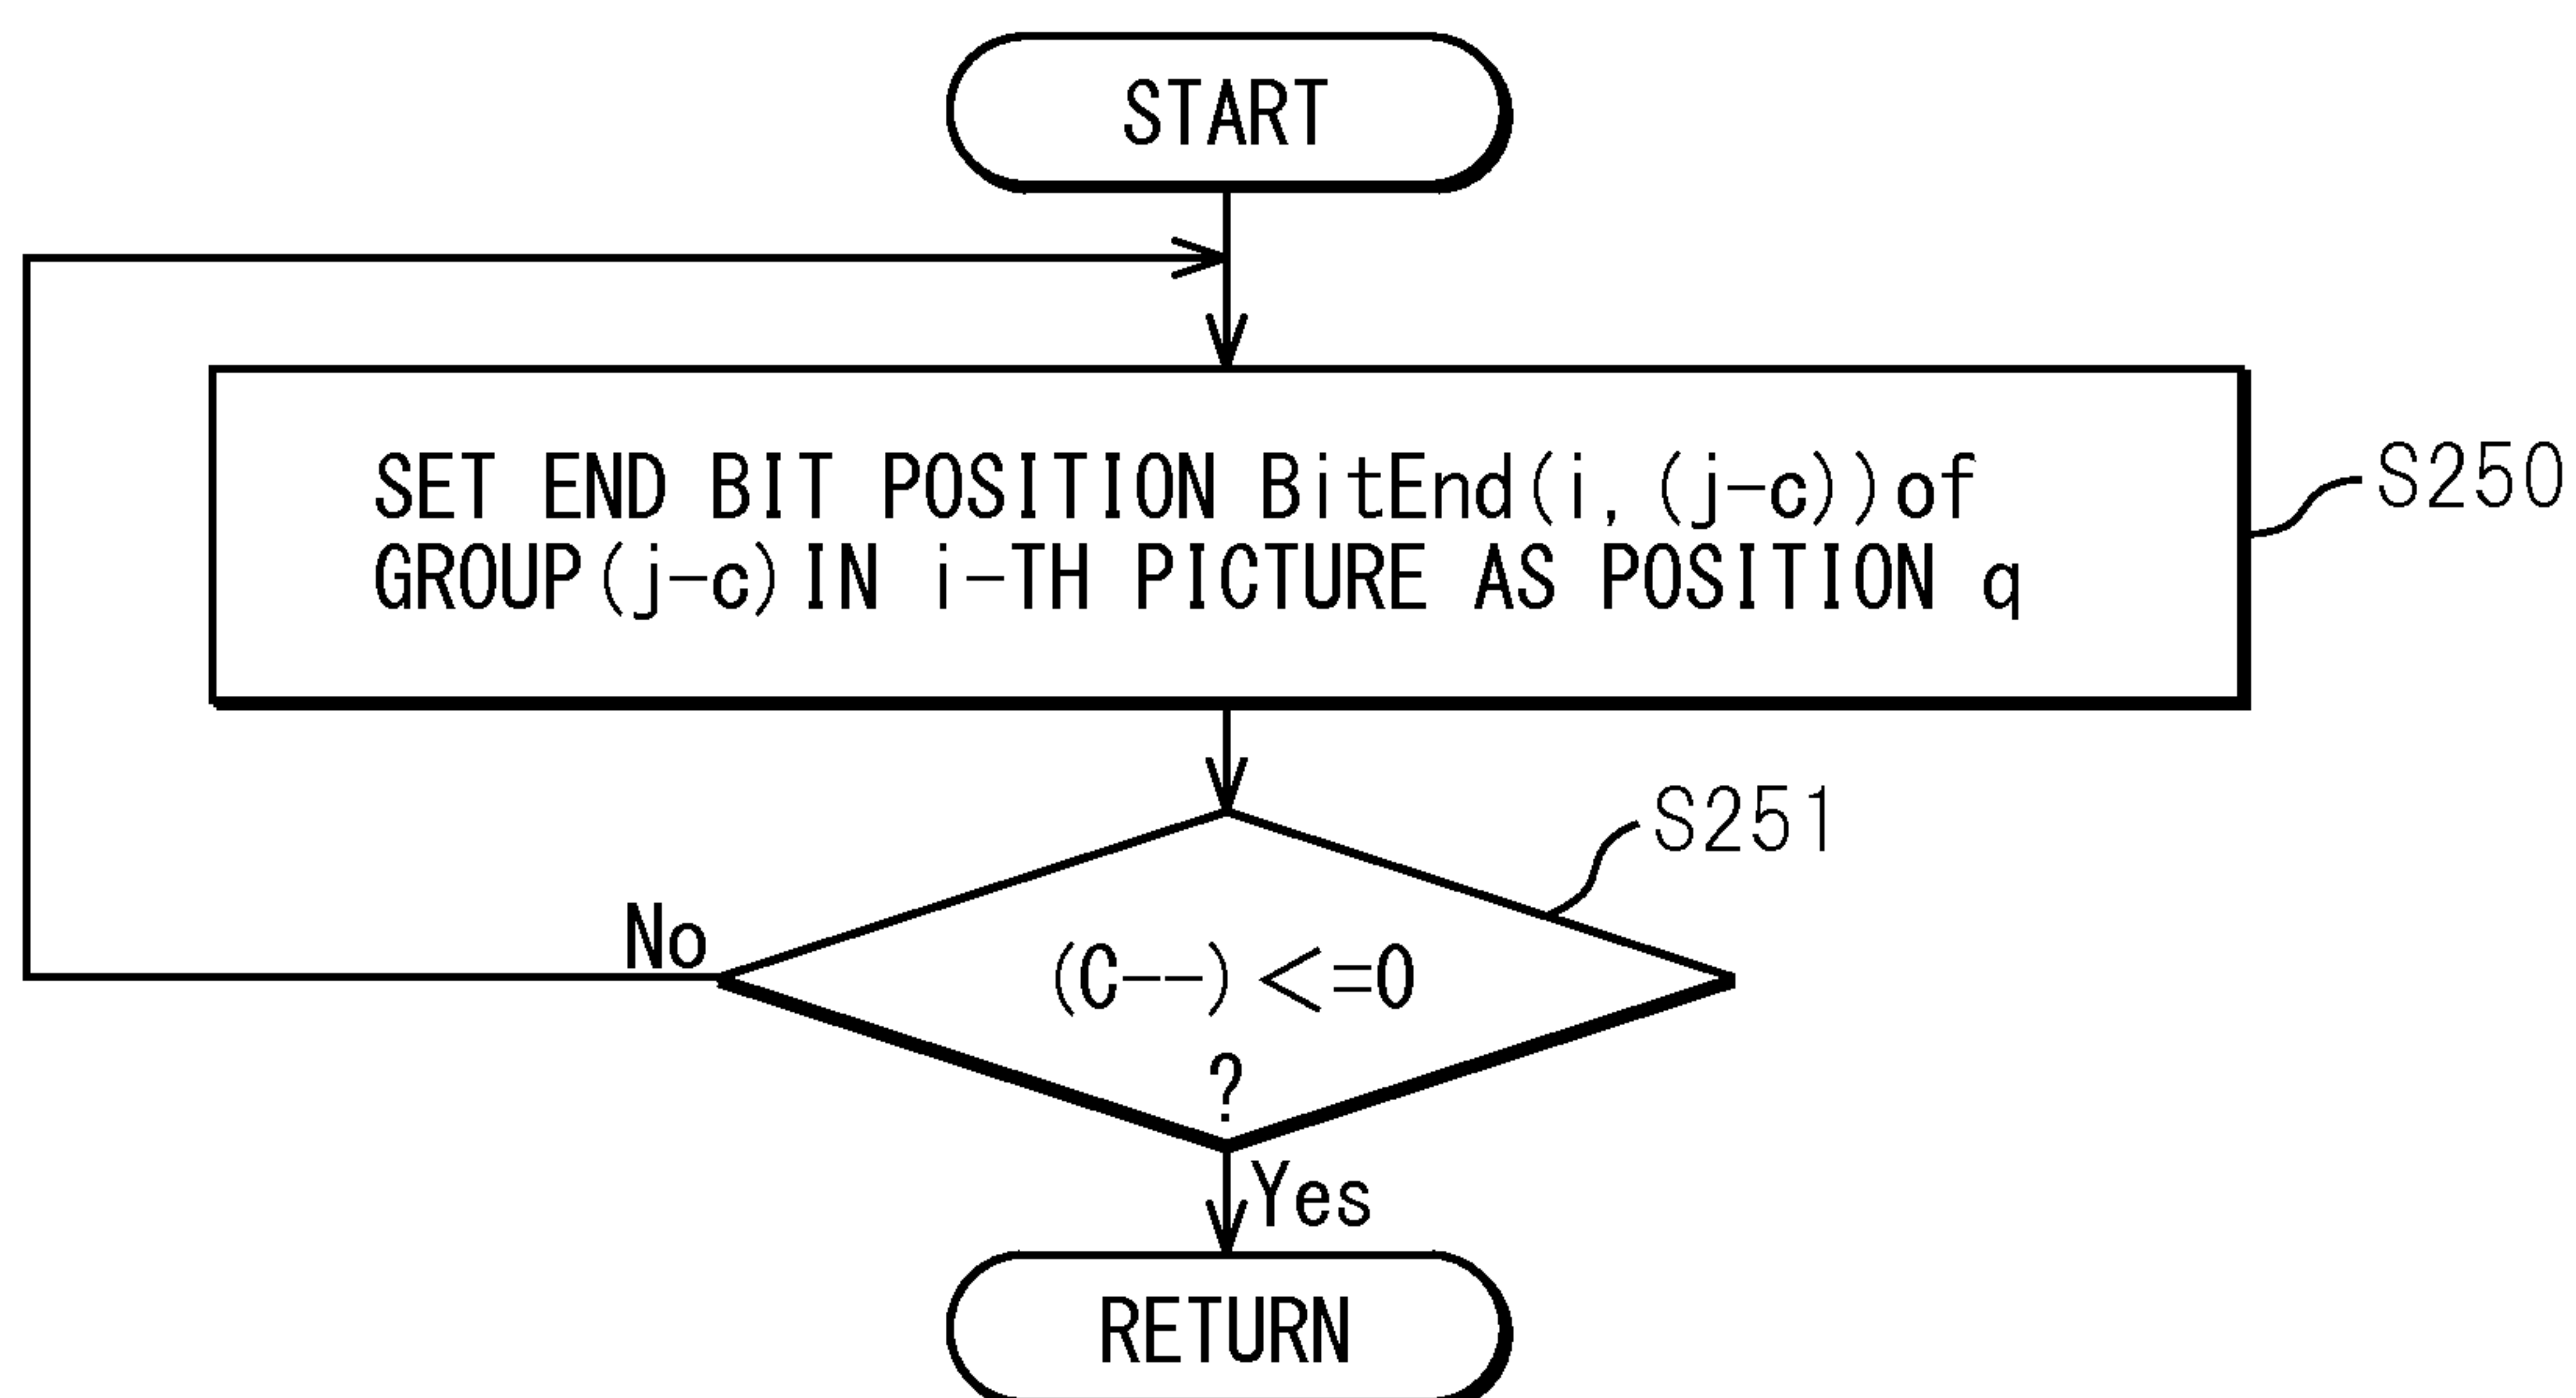 START
SET END BIT POSITION BitEnd(i, (j-c))of
GROUP(j-c)IN i-TH PICTURE AS POSITION q
S250
S251
No
(C--)<=0
?
Yes
RETURN